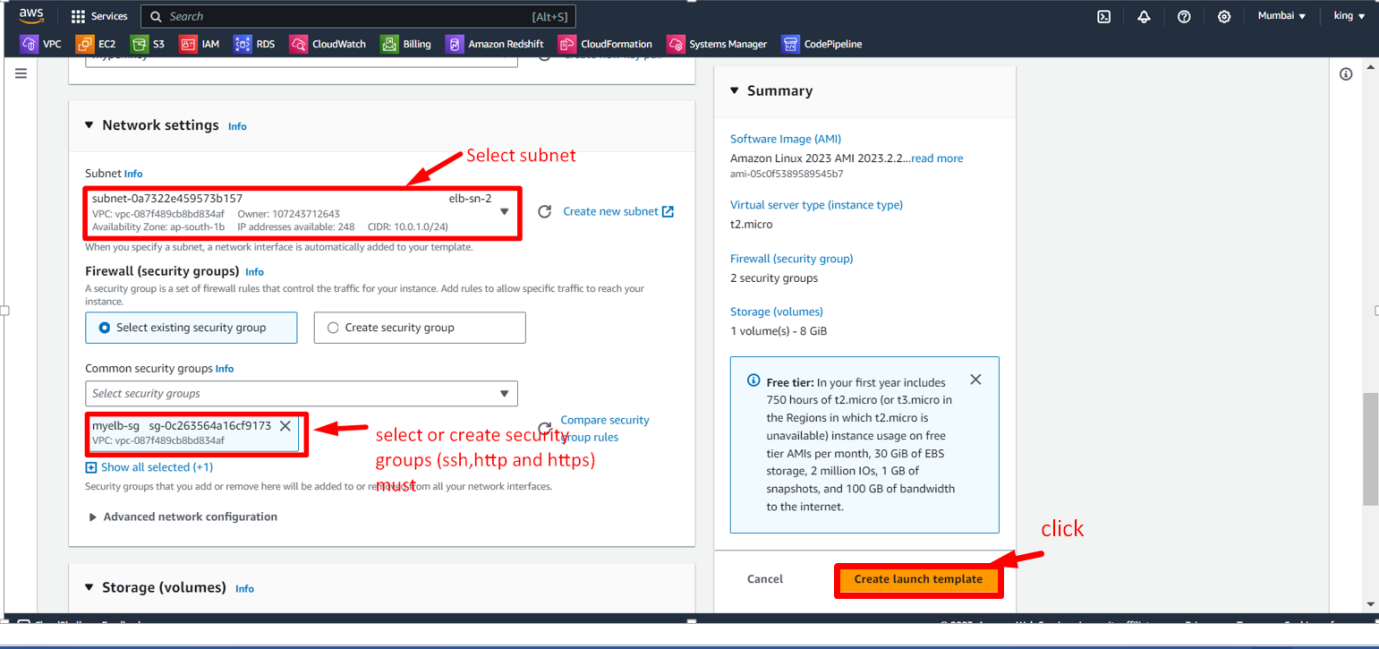 aws Services Search [Alt+S] Mumbai king
VPC EC2 S3 IAM RDS CloudWatch Billing Amazon Redshift CloudFormation Systems Manager CodePipeline
Network settings Info
Select subnet
Subnet Info
subnet-0a7322e459573b157 elb-sn-2
VPC: vpc-087f489cb8bd834af Owner: 107243712643
Availability Zone: ap-south-1b IP addresses available: 248 CIDR: 10.0.1.0/24)
Create new subnet
When you specify a subnet, a network interface is automatically added to your template.
Firewall (security groups) Info
A security group is a set of firewall rules that control the traffic for your instance. Add rules to allow specific traffic to reach your
instance.
Select existing security group Create security group
Common security groups Info
Select security groups
myelb-sg sg-0c263564a16cf9173
VPC: vpc-087f489cb8bd834af
Compare security
group rules
select or create security
groups (ssh,http and https)
must
Show all selected (+1)
Security groups that you add or remove here will be added to or removed from all your network interfaces.
Advanced network configuration
Storage (volumes) Info
Summary
Software Image (AMI)
Amazon Linux 2023 AMI 2023.2.2...read more
ami-05c0f5389589545b7
Virtual server type (instance type)
t2.micro
Firewall (security group)
2 security groups
Storage (volumes)
1 volume(s) - 8 GiB
Free tier: In your first year includes
750 hours of t2.micro (or t3.micro in
the Regions in which t2.micro is
unavailable) instance usage on free
tier AMIs per month, 30 GiB of EBS
storage, 2 million IOs, 1 GB of
snapshots, and 100 GB of bandwidth
to the internet.
click
Cancel Create launch template